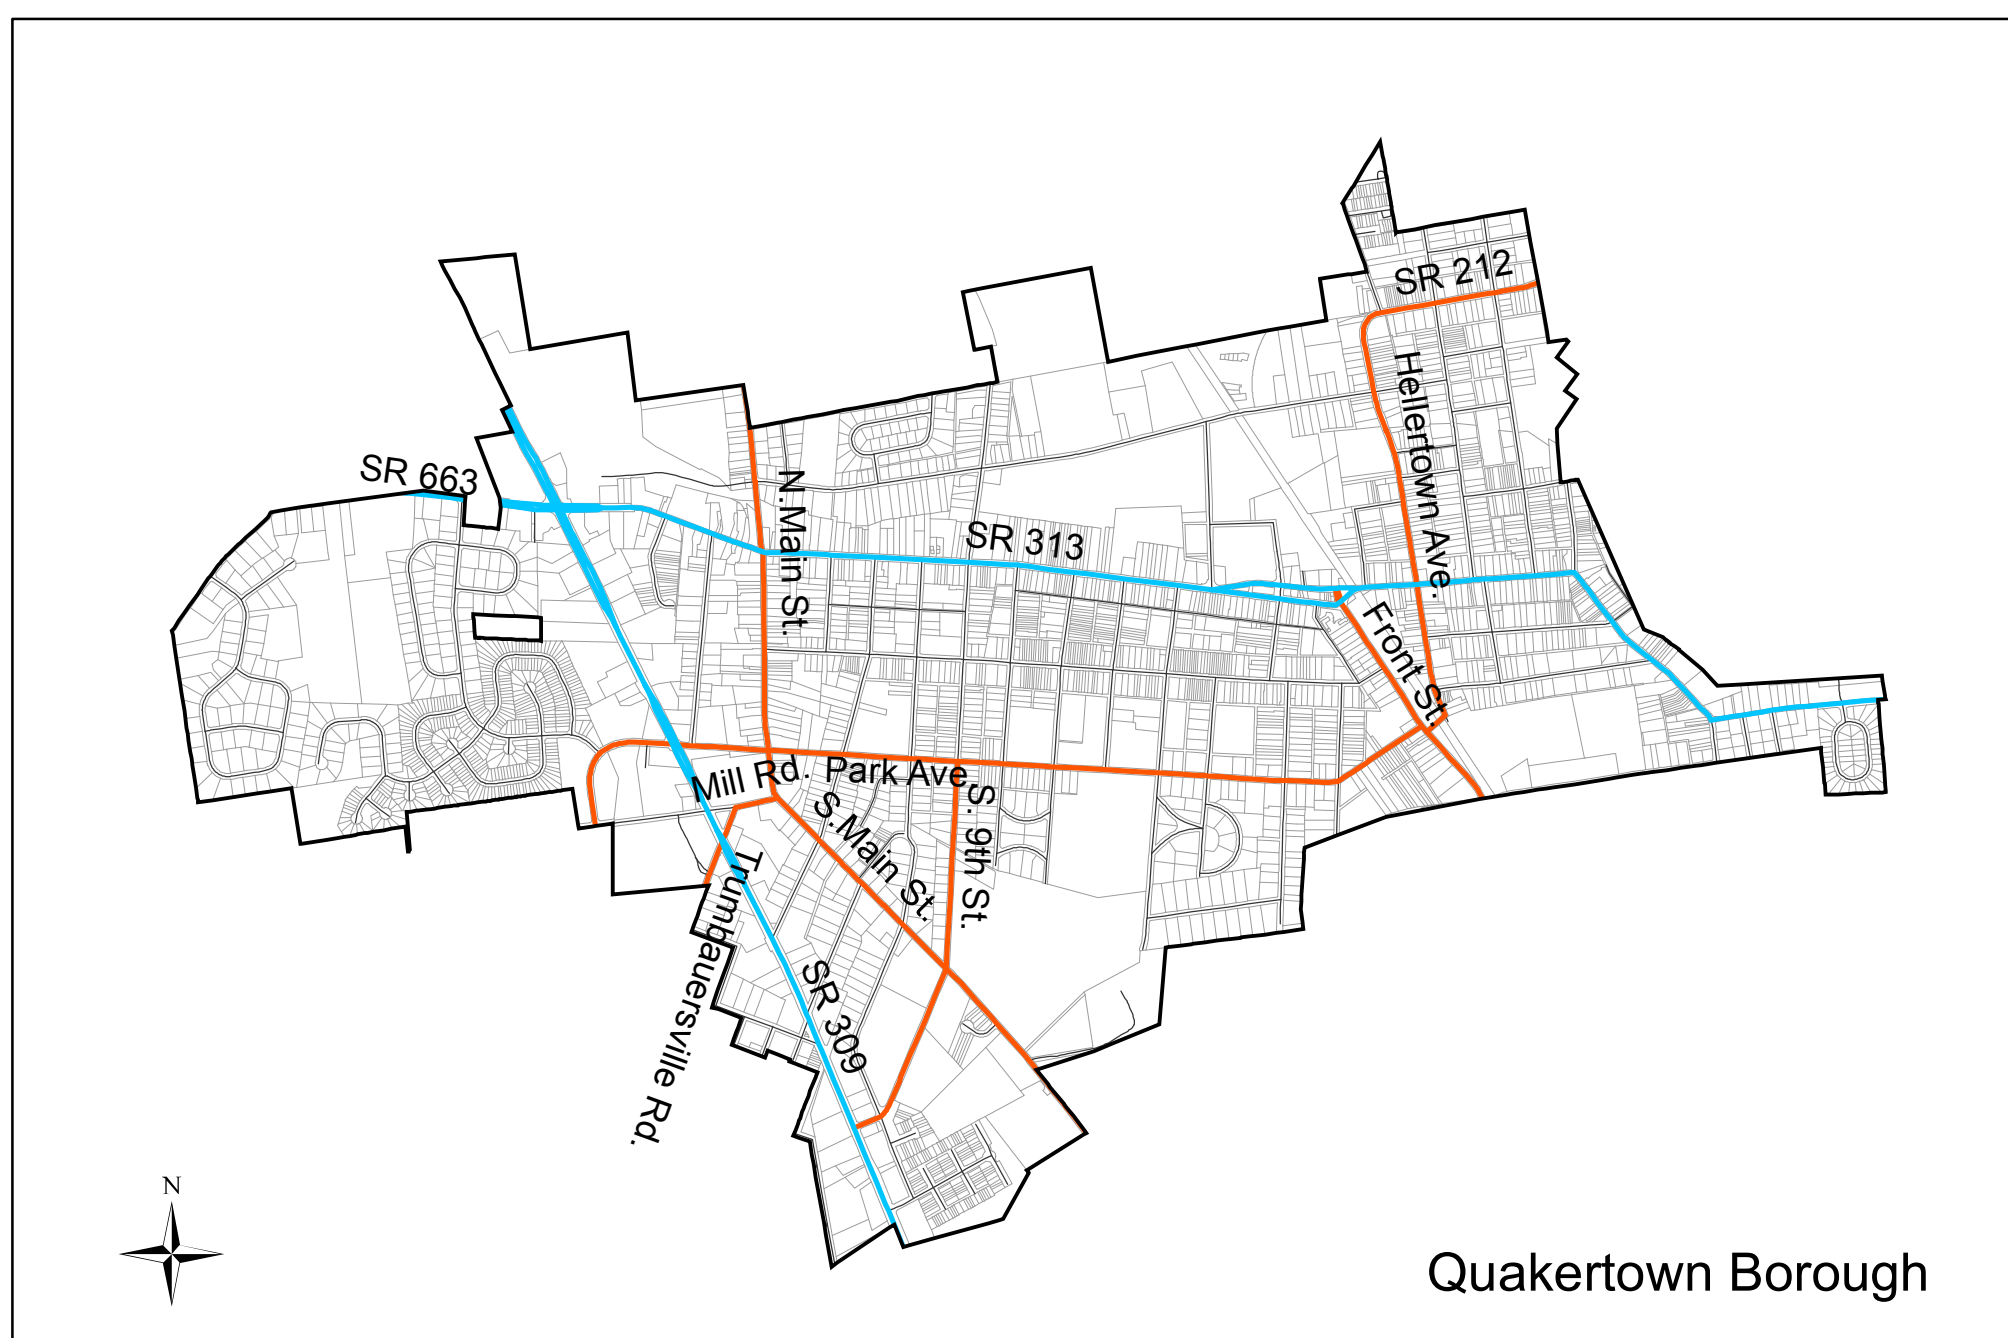 SR 212
Hellertown Ave.
SR 663
N. Main St.
SR 313
Front St.
Mill Rd.
Park Ave.
S. Main St.
S. 9th St.
Trumbauersville Rd.
SR 309
N
Quakertown Borough